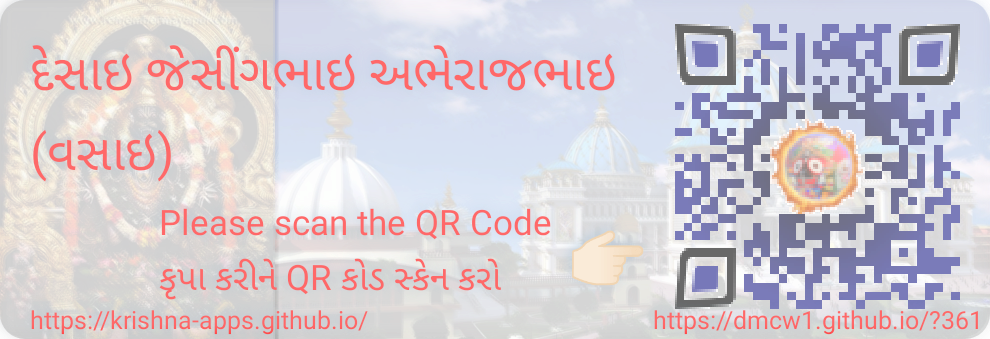 દેસાઇ જેસીંગભાઇ અભેરાજભાઇ
(વસાઇ)
Please scan the QR Code
કૃપા કરીને QR કોડ સ્કેન કરો
https://krishna-apps.github.io/
https://dmcw1.github.io/?361